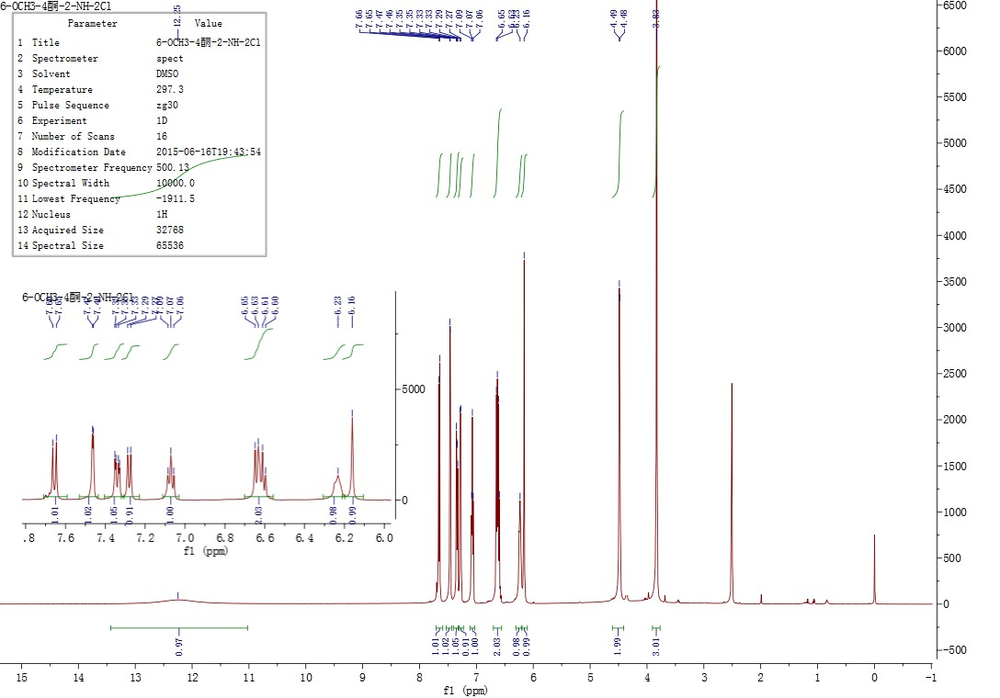 6-OCH3-4酮-2-NH-2Cl
Parameter Value
1 Title 6-OCH3-4酮-2-NH-2Cl
2 Spectrometer spect
3 Solvent DMSO
4 Temperature 297.3
5 Pulse Sequence zg30
6 Experiment 1D
7 Number of Scans 16
8 Modification Date 2015-06-16T19:43:54
9 Spectrometer Frequency 500.13
10 Spectral Width 10000.0
11 Lowest Frequency -1911.5
12 Nucleus 1H
13 Acquired Size 32768
14 Spectral Size 65536
12.25
7.66 7.65 7.47 7.46 7.35 7.35 7.33 7.33 7.29 7.27 7.09 7.07 7.06 6.65 6.63 6.23 6.16
4.49 4.48
3.83
6-OCH3-4酮-2-NH-2Cl
7.29 7.07 7.06 6.65 6.63 6.61 6.60 6.23 6.16
5000
0
1.01 1.02 1.05 0.91 1.00 2.03 0.98 0.99
.8 7.6 7.4 7.2 7.0 6.8 6.6 6.4 6.2 6.0
f1 (ppm)
6500
6000
5500
5000
4500
4000
3500
3000
2500
2000
1500
1000
500
0
-500
0.97 1.01 1.02 1.05 0.91 1.00 2.03 0.98 0.99 1.99 3.01
15 14 13 12 11 10 9 8 7 6 5 4 3 2 1 0 -1
f1 (ppm)